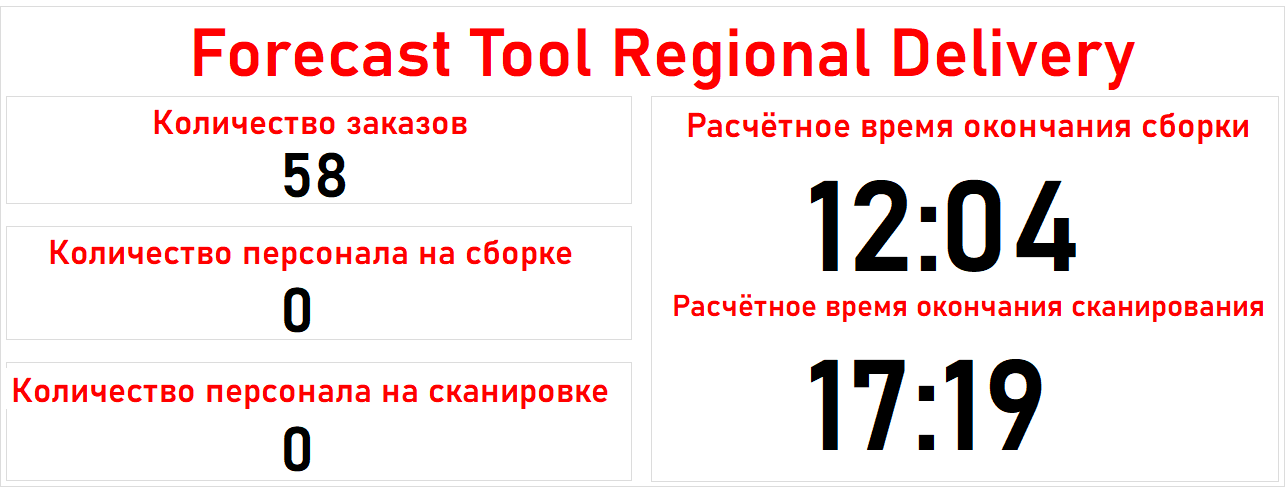 Forecast Tool Regional Delivery
Количество заказов
58
Количество персонала на сборке
0
Количество персонала на сканировке
0
Расчётное время окончания сборки
12:04
Расчётное время окончания сканирования
17:19